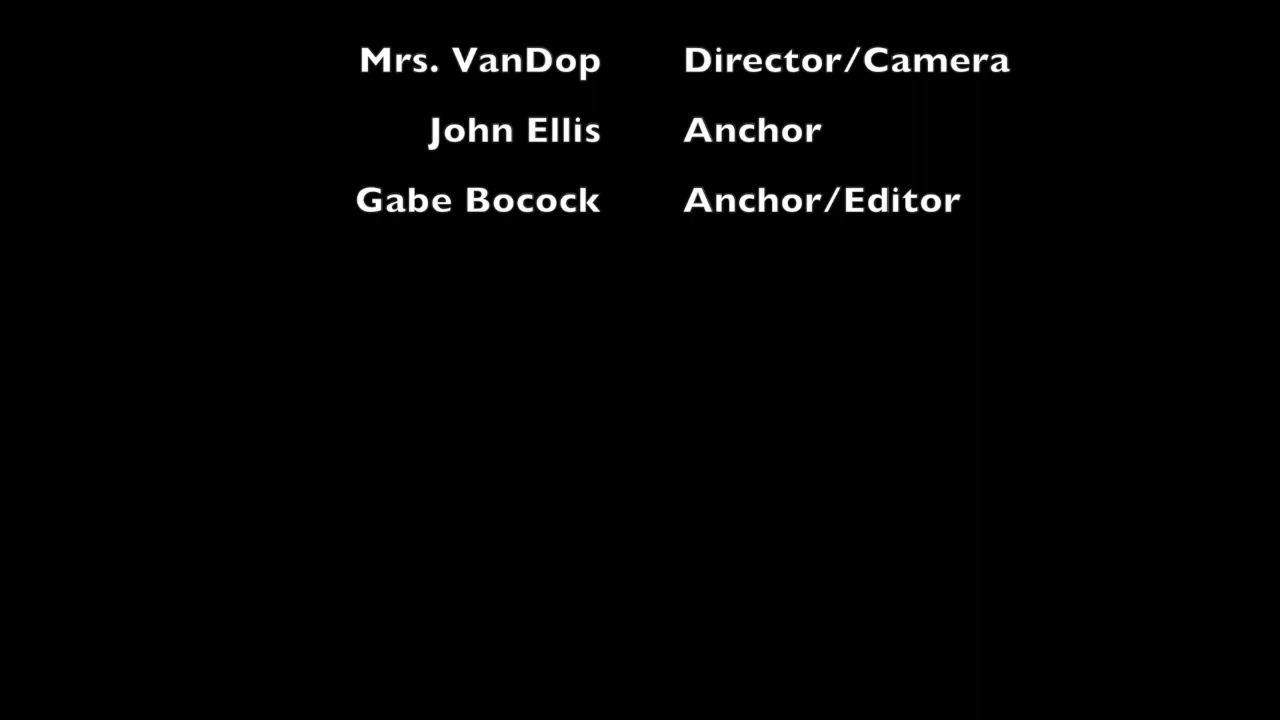 Mrs. VanDop Director/Camera
John Ellis Anchor
Gabe Bocock Anchor/Editor